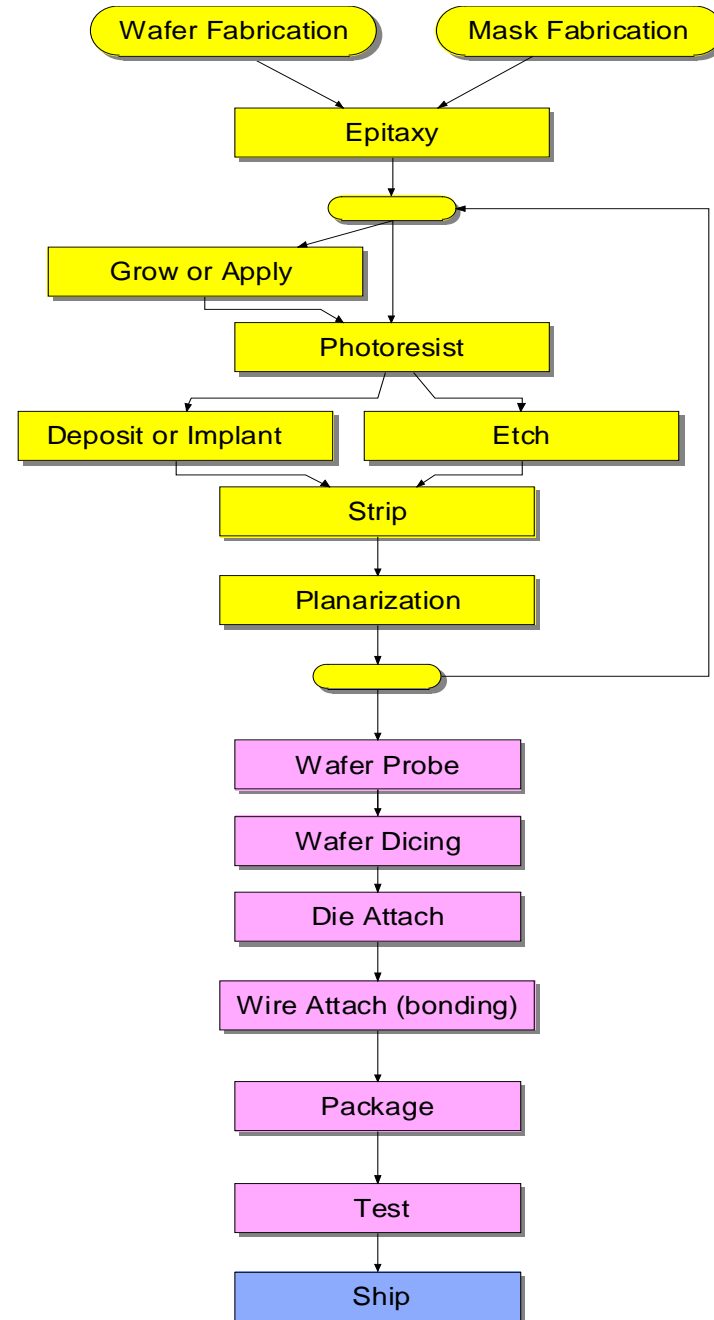 Wafer Fabrication
Mask Fabrication
Epitaxy
Grow or Apply
Photoresist
Deposit or Implant
Etch
Strip
Planarization
Wafer Probe
Wafer Dicing
Die Attach
Wire Attach (bonding)
Package
Test
Ship